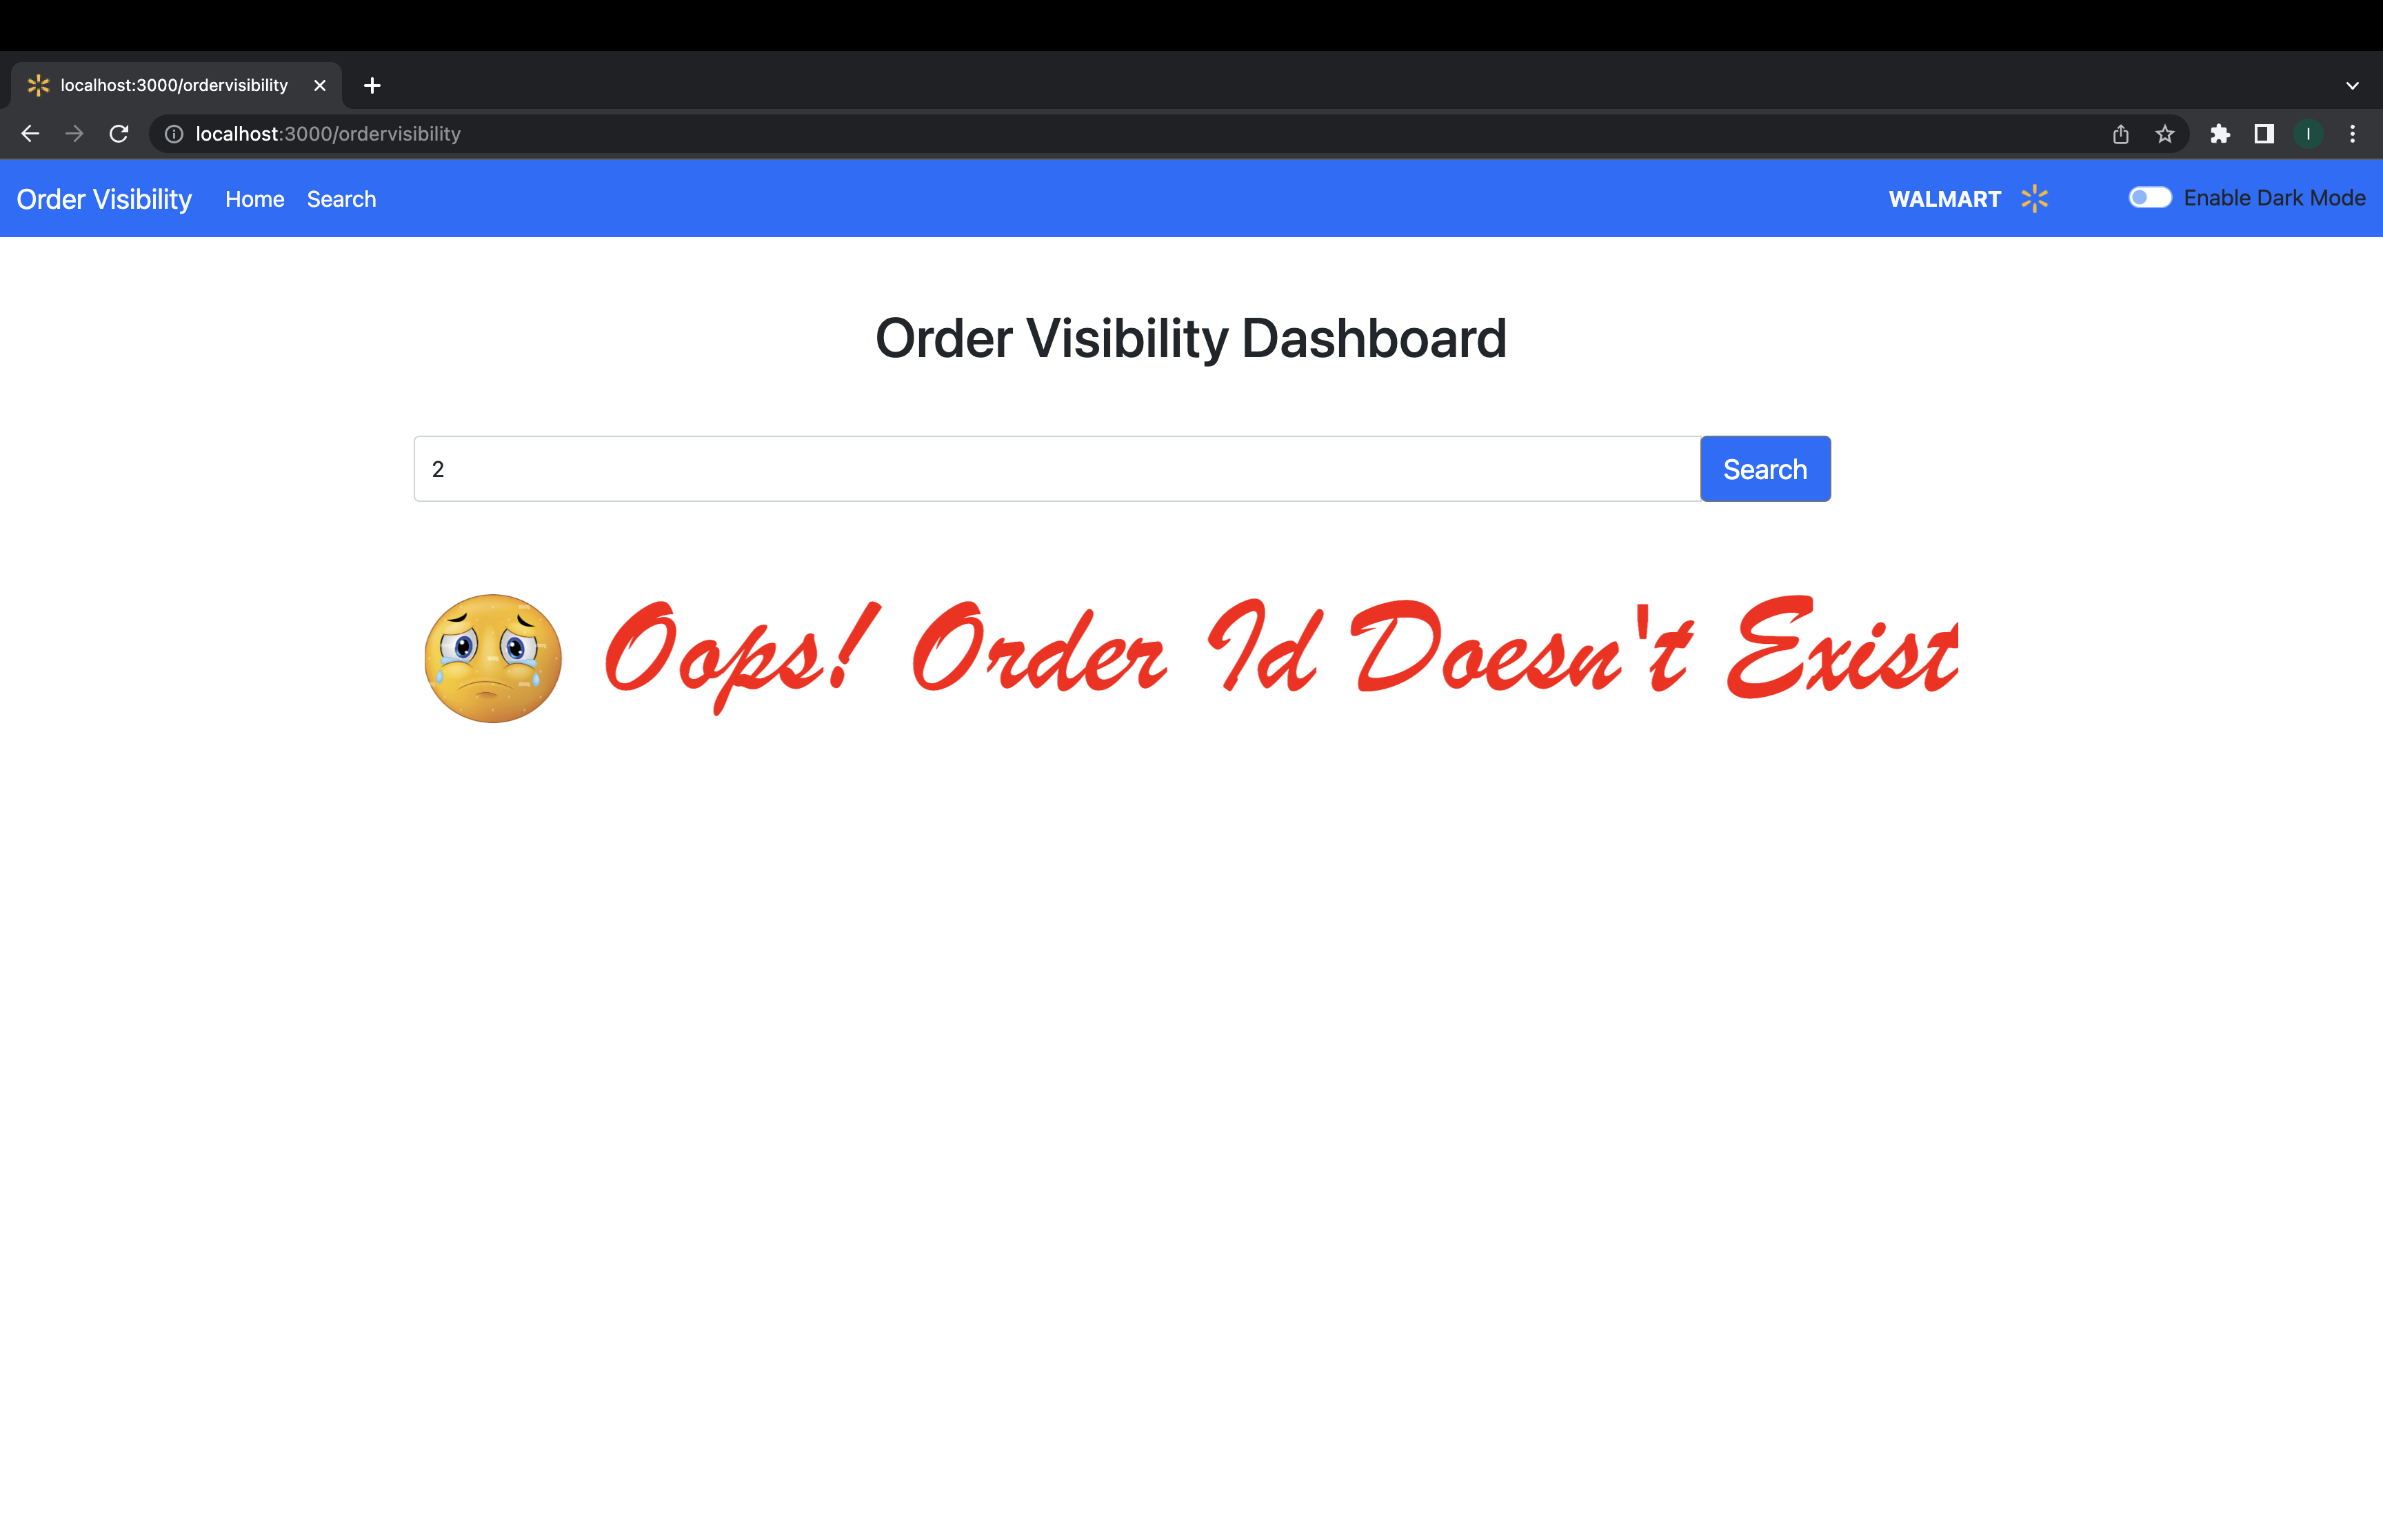 localhost:3000/ordervisibility
localhost:3000/ordervisibility
I
Order Visibility Home Search WALMART Enable Dark Mode
Order Visibility Dashboard
2 Search
Oops! Order Id Doesn't Exist